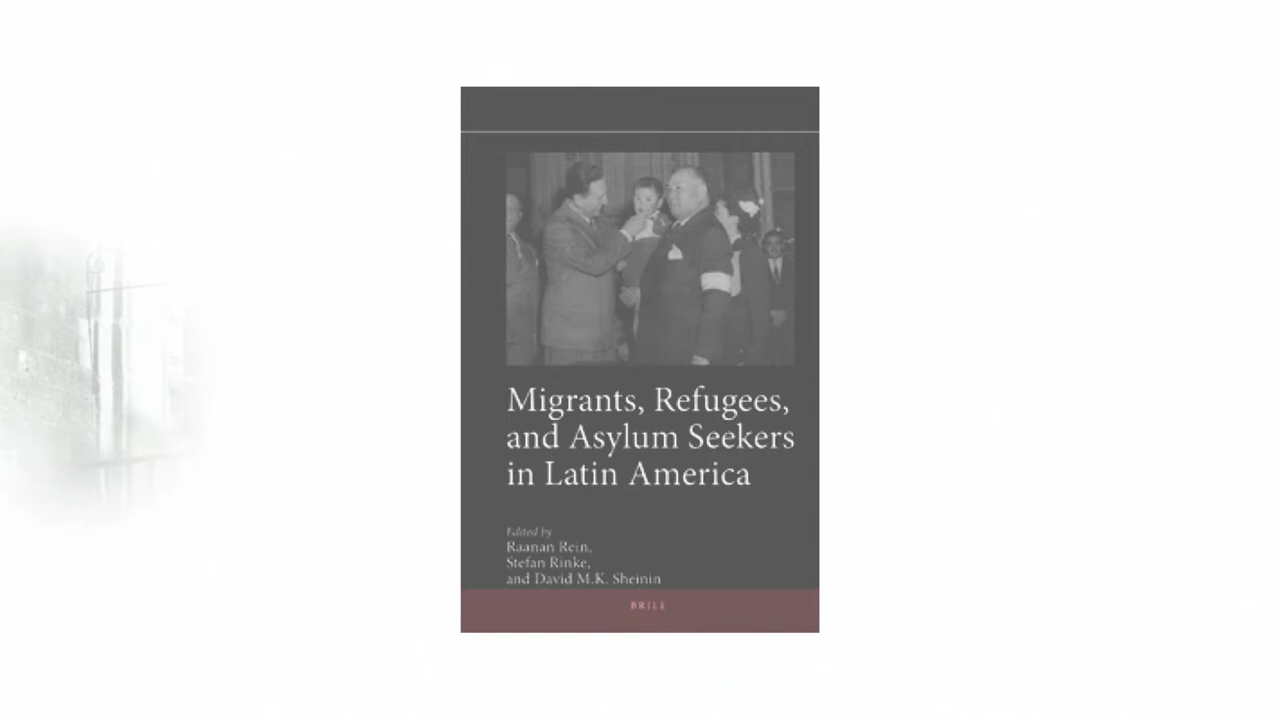 Migrants, Refugees,
and Asylum Seekers
in Latin America
Edited by
Raanan Rein,
Stefan Rinke,
and David M.K. Sheinin
BRILL